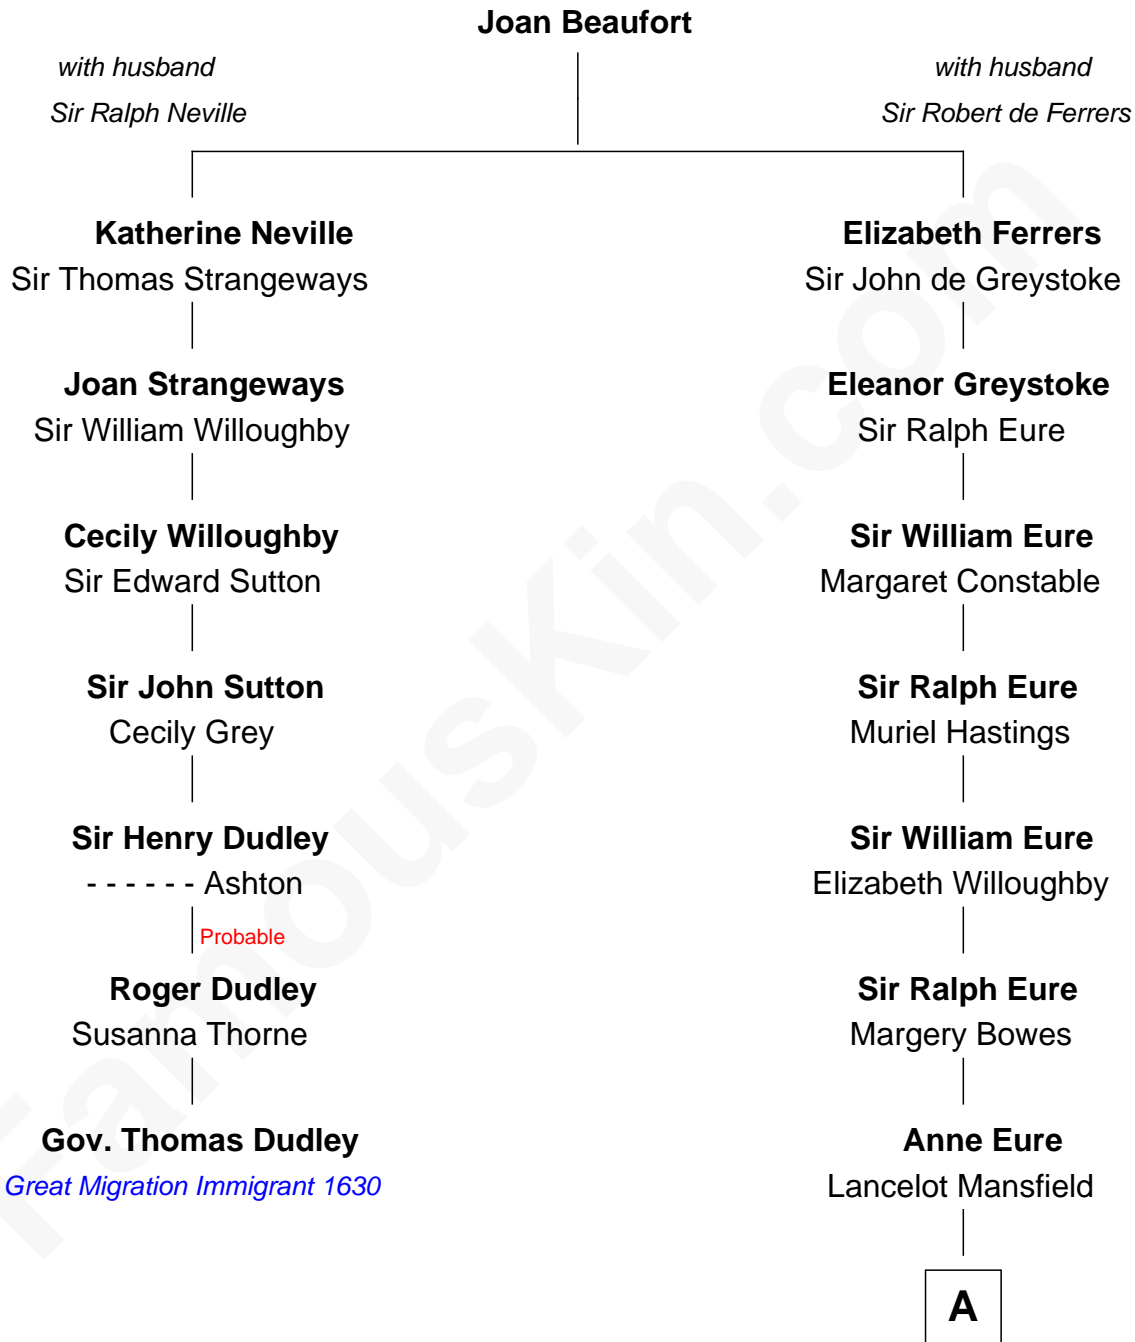 Joan Beaufort
with husband
Sir Ralph Neville
with husband
Sir Robert de Ferrers
Katherine Neville
Sir Thomas Strangeways
Elizabeth Ferrers
Sir John de Greystoke
Joan Strangeways
Sir William Willoughby
Eleanor Greystoke
Sir Ralph Eure
Cecily Willoughby
Sir Edward Sutton
Sir William Eure
Margaret Constable
Sir John Sutton
Cecily Grey
Sir Ralph Eure
Muriel Hastings
Sir Henry Dudley
- - - - - - Ashton
Probable
Sir William Eure
Elizabeth Willoughby
Roger Dudley
Susanna Thorne
Sir Ralph Eure
Margery Bowes
Gov. Thomas Dudley
Great Migration Immigrant 1630
Anne Eure
Lancelot Mansfield
A
FamousKin.com